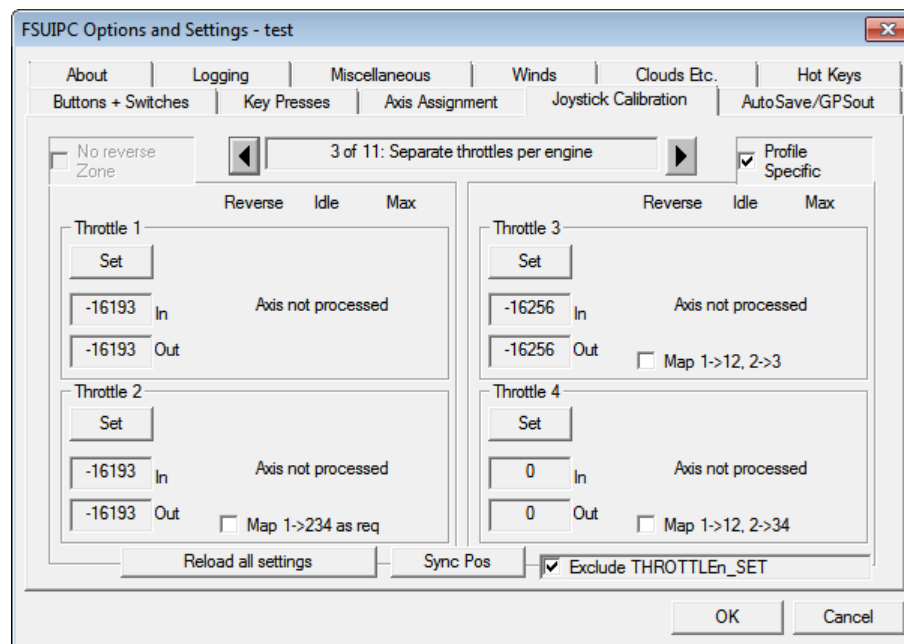 FSUIPC Options and Settings - test
About Logging Miscellaneous Winds Clouds Etc. Hot Keys
Buttons + Switches Key Presses Axis Assignment Joystick Calibration AutoSave/GPSout
No reverse
Zone
3 of 11: Separate throttles per engine
Profile
Specific
Reverse Idle Max
Throttle 1
Set
-16193 In Axis not processed
-16193 Out
Throttle 2
Set
-16193 In Axis not processed
-16193 Out Map 1->234 as req
Reverse Idle Max
Throttle 3
Set
-16256 In Axis not processed
-16256 Out Map 1->12, 2->3
Throttle 4
Set
0 In Axis not processed
0 Out Map 1->12, 2->34
Reload all settings Sync Pos Exclude THROTTLEn_SET
OK Cancel